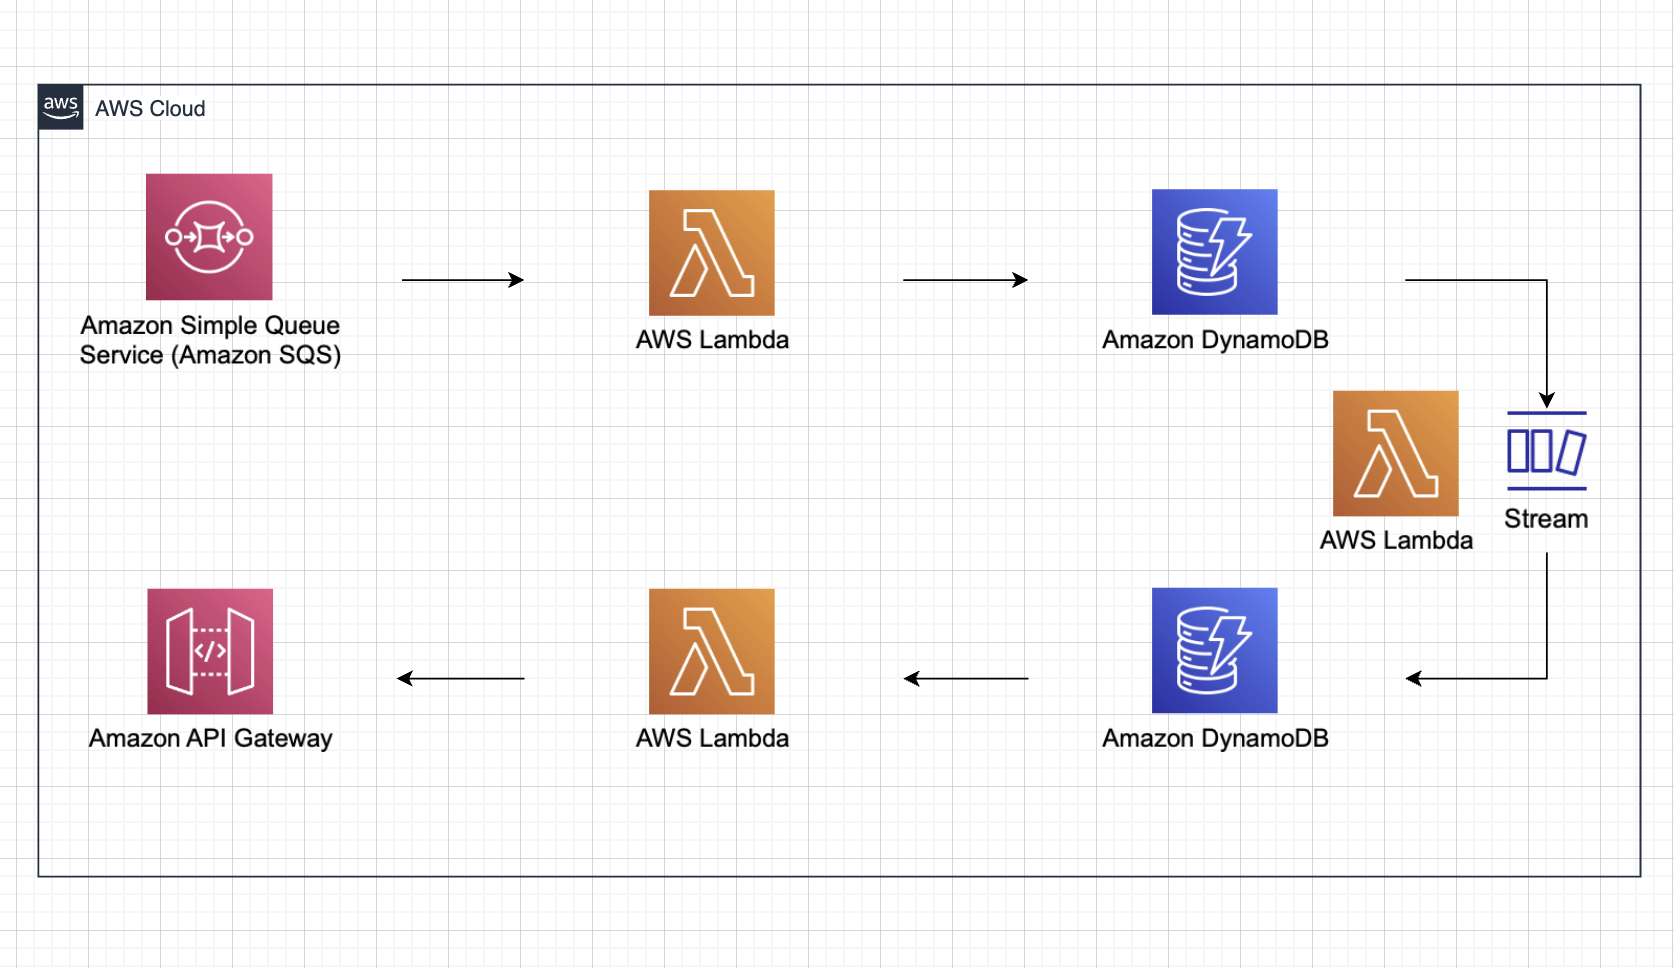 aws
AWS Cloud
Amazon Simple Queue
Service (Amazon SQS)
AWS Lambda
Amazon DynamoDB
AWS Lambda
Stream
</>
Amazon API Gateway
AWS Lambda
Amazon DynamoDB